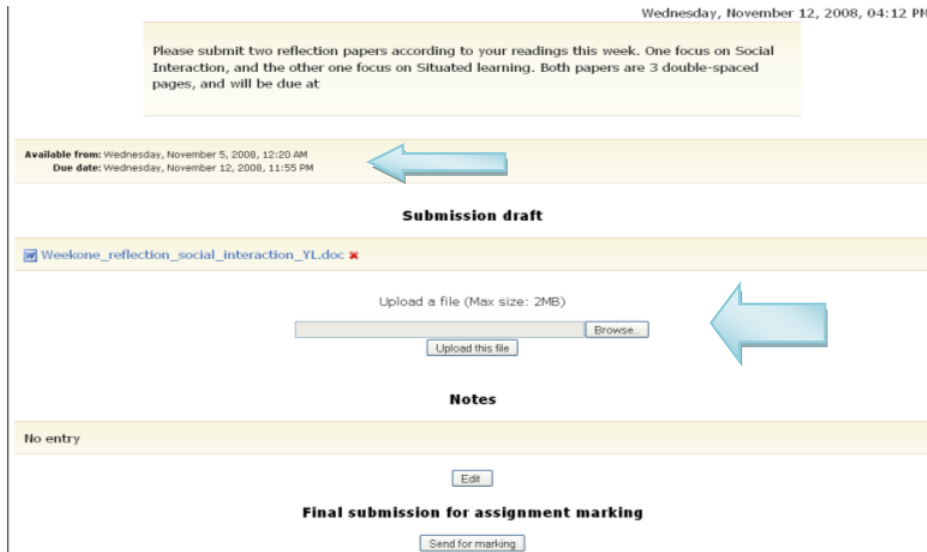 Wednesday, November 12, 2008, 04:12 PM
Please submit two reflection papers according to your readings this week. One focus on Social
Interaction, and the other one focus on Situated learning. Both papers are 3 double-spaced
pages, and will be due at
Available from: Wednesday, November 5, 2008, 12:20 AM
Due date: Wednesday, November 12, 2008, 11:55 PM
Submission draft
Weekone_reflection_social_interaction_YL.doc
Upload a file (Max size: 2MB)
Browse...
Upload this file
Notes
No entry
Edit
Final submission for assignment marking
Send for marking